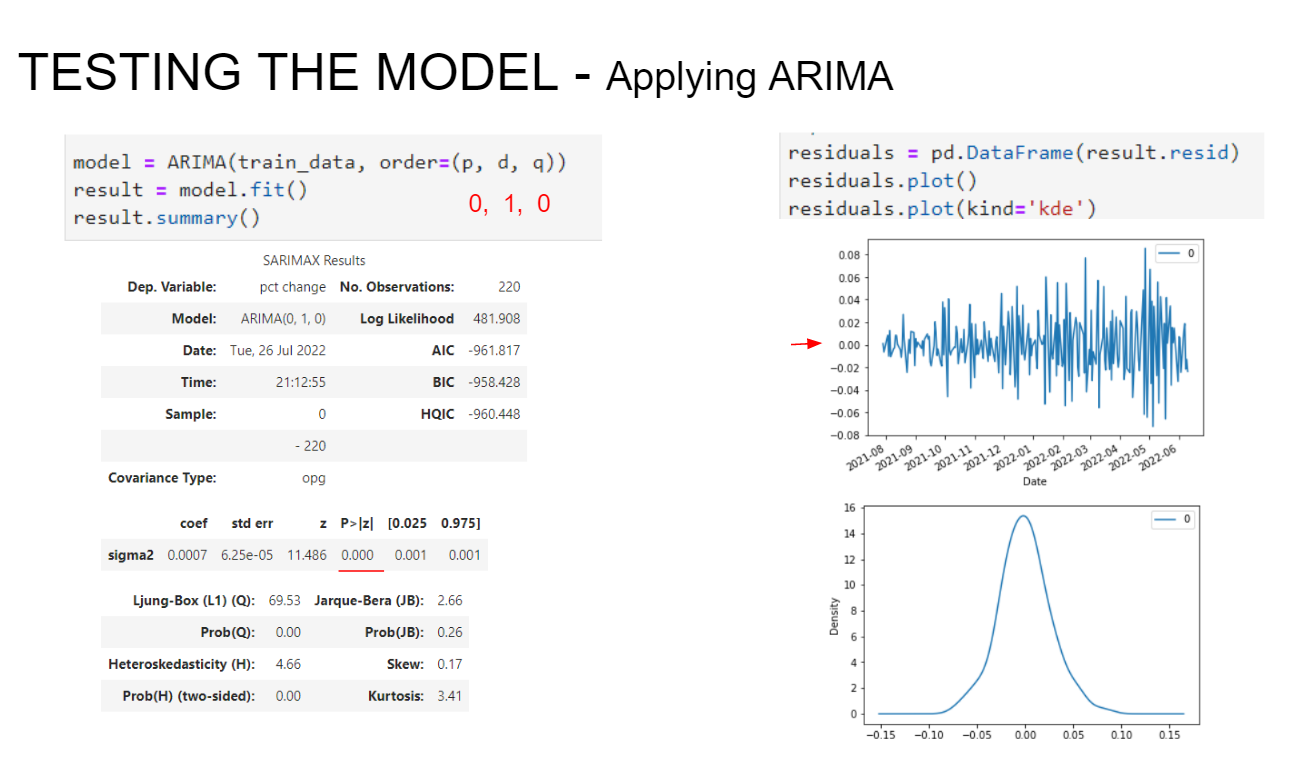 TESTING THE MODEL - Applying ARIMA
model = ARIMA(train_data, order=(p, d, q))
result = model.fit()
result.summary()
0, 1, 0
SARIMAX Results
Dep. Variable: pct change No. Observations: 220
Model: ARIMA(0, 1, 0) Log Likelihood 481.908
Date: Tue, 26 Jul 2022 AIC -961.817
Time: 21:12:55 BIC -958.428
Sample: 0 HQIC -960.448
- 220
Covariance Type: opg
coef std err z P>|z| [0.025 0.975]
sigma2 0.0007 6.25e-05 11.486 0.000 0.001 0.001
Ljung-Box (L1) (Q): 69.53 Jarque-Bera (JB): 2.66
Prob(Q): 0.00 Prob(JB): 0.26
Heteroskedasticity (H): 4.66 Skew: 0.17
Prob(H) (two-sided): 0.00 Kurtosis: 3.41
residuals = pd.DataFrame(result.resid)
residuals.plot()
residuals.plot(kind='kde')
0
0.08
0.06
0.04
0.02
0.00
−0.02
−0.04
−0.06
−0.08
2021-08 2021-09 2021-10 2021-11 2021-12 2022-01 2022-02 2022-03 2022-04 2022-05 2022-06
Date
0
16
14
12
10
8
6
4
2
0
Density
−0.15 −0.10 −0.05 0.00 0.05 0.10 0.15